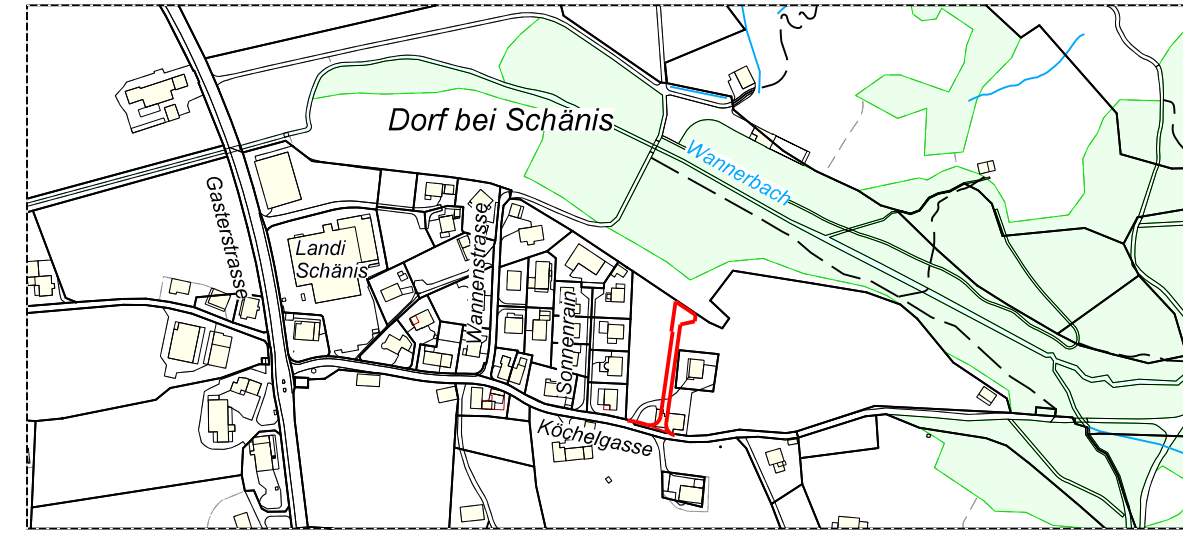 Dorf bei Schänis
Wannerbach
Gasterstrasse
Landi
Schänis
Wannenstrasse
Sonnenrain
Köchelgasse